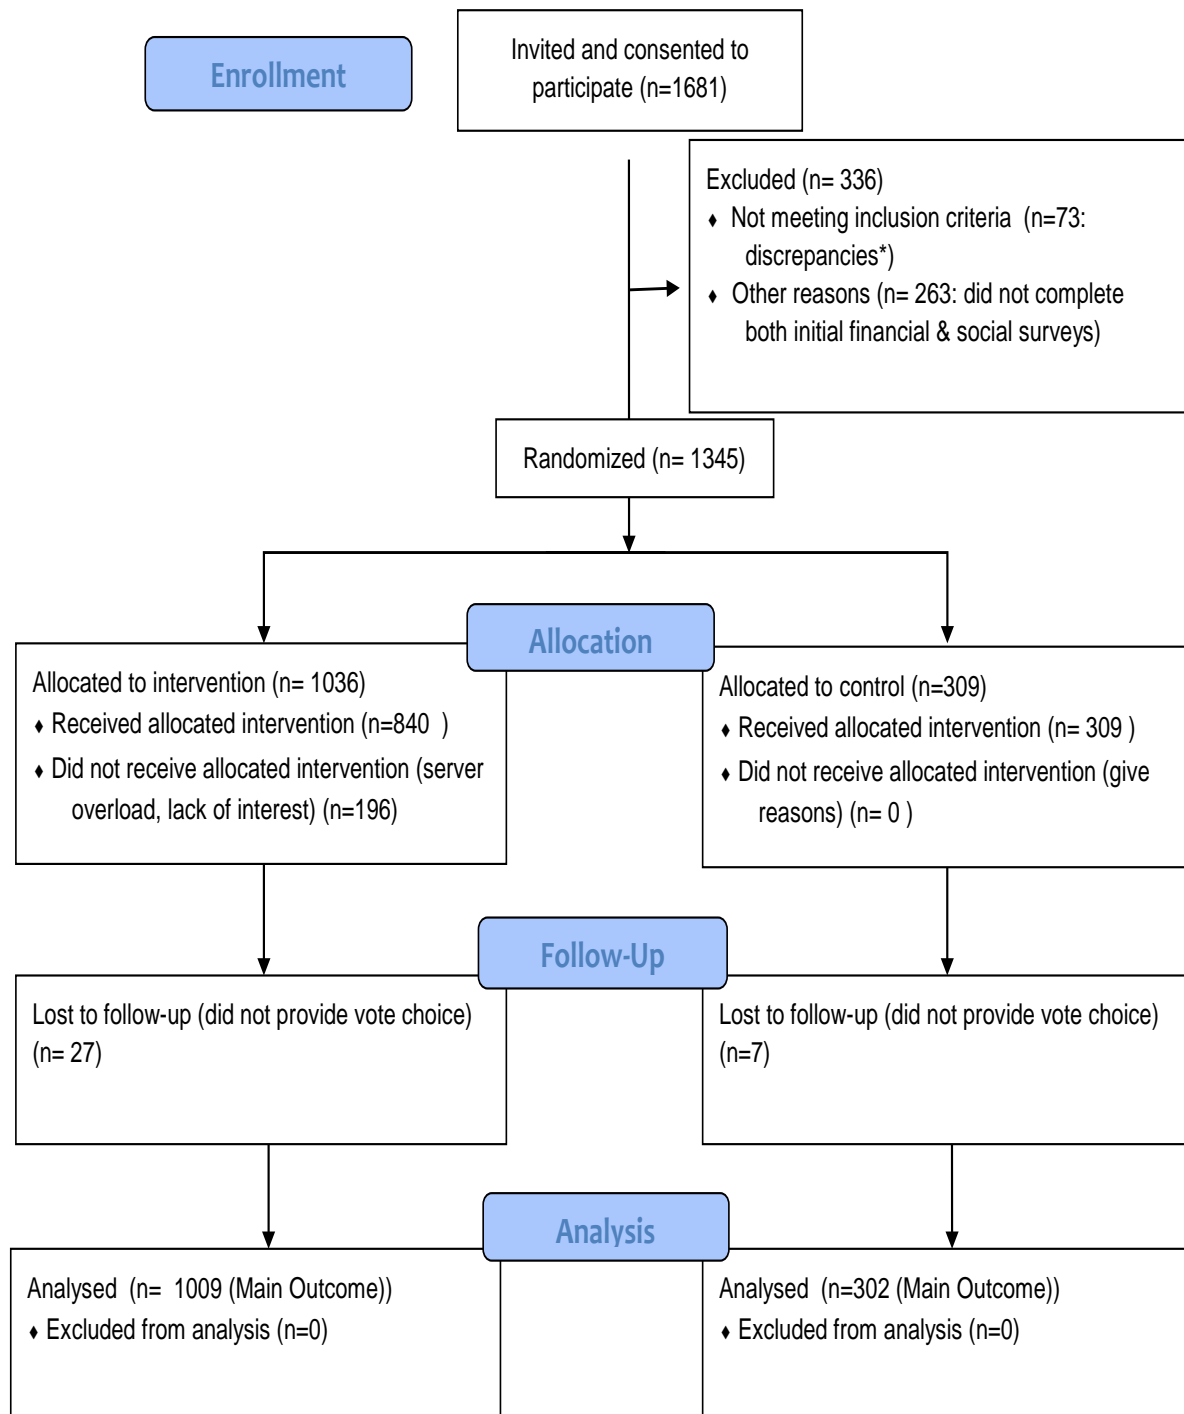 Enrollment
Invited and consented to
participate (n=1681)
Excluded (n= 336)
♦ Not meeting inclusion criteria (n=73:
discrepancies*)
♦ Other reasons (n= 263: did not complete
both initial financial & social surveys)
Randomized (n= 1345)
Allocation
Allocated to intervention (n= 1036)
♦ Received allocated intervention (n=840 )
♦ Did not receive allocated intervention (server
overload, lack of interest) (n=196)
Allocated to control (n=309)
♦ Received allocated intervention (n= 309 )
♦ Did not receive allocated intervention (give
reasons) (n= 0 )
Follow-Up
Lost to follow-up (did not provide vote choice)
(n= 27)
Lost to follow-up (did not provide vote choice)
(n=7)
Analysis
Analysed (n= 1009 (Main Outcome))
♦ Excluded from analysis (n=0)
Analysed (n=302 (Main Outcome))
♦ Excluded from analysis (n=0)